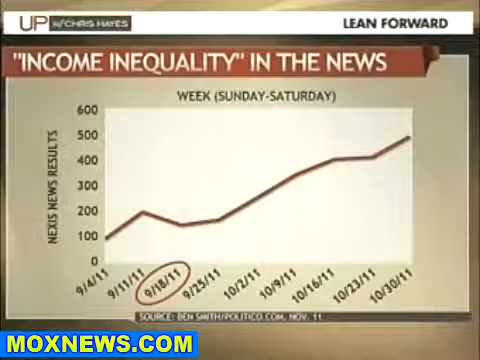 UP W/CHRIS HAYES
LEAN FORWARD
"INCOME INEQUALITY" IN THE NEWS
WEEK (SUNDAY-SATURDAY)
NEXIS NEWS RESULTS
600
500
400
300
200
100
0
9/4/11
9/11/11
9/18/11
9/25/11
10/2/11
10/9/11
10/16/11
10/23/11
10/30/11
SOURCE: BEN SMITH/POLITICO.COM, NOV. 11
MOXNEWS.COM